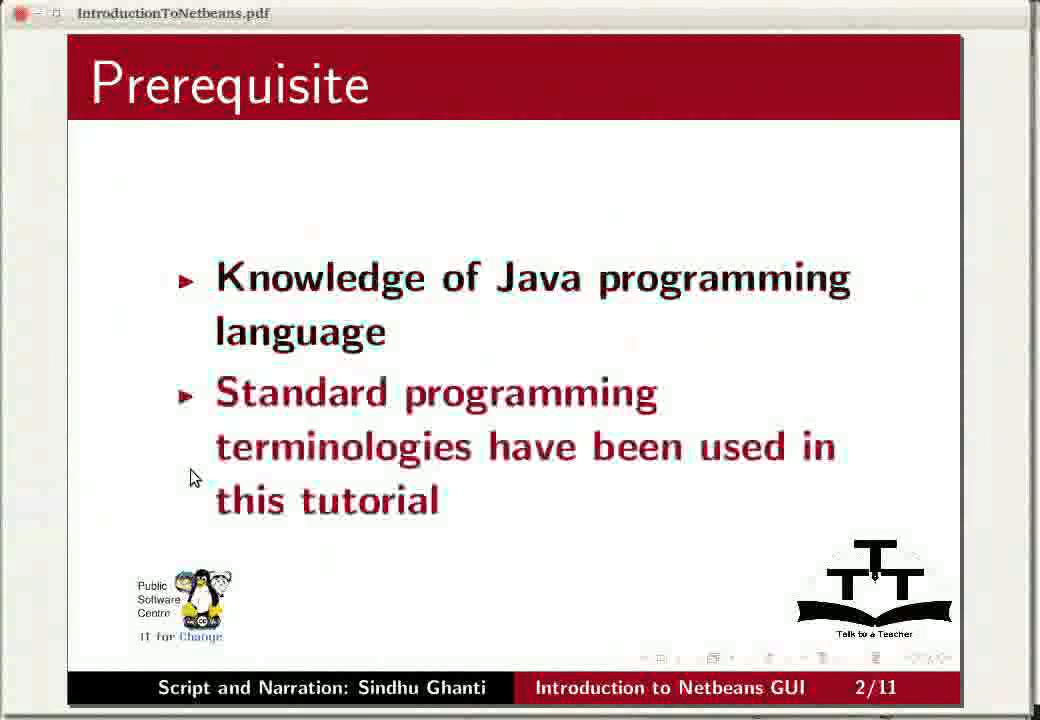 IntroductionToNetbeans.pdf
Prerequisite
Knowledge of Java programming
language
Standard programming
terminologies have been used in
this tutorial
Public
Software
Centre
IT for Change
T
T T
Talk to a Teacher
Script and Narration: Sindhu Ghanti
Introduction to Netbeans GUI
2/11